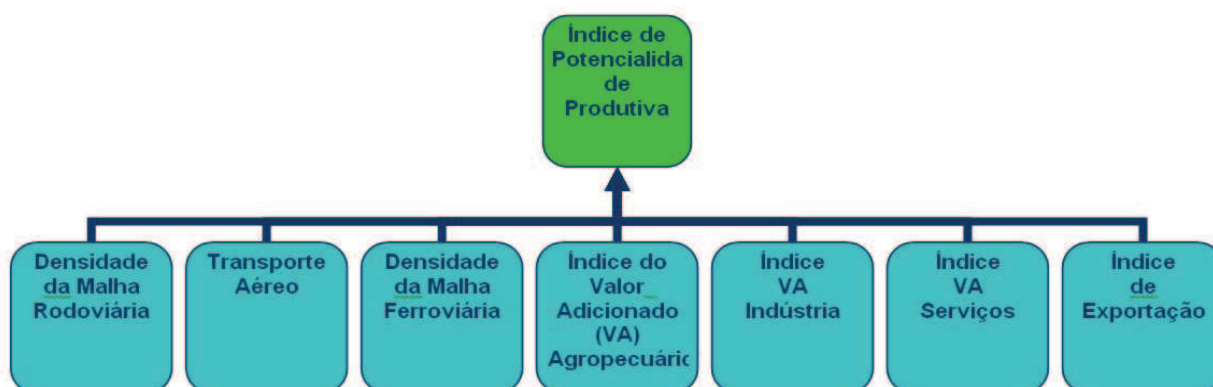 Índice de
Potencialida
de
Produtiva
Densidade
da Malha
Rodoviária
Transporte
Aéreo
Densidade
da Malha
Ferroviária
Índice do
Valor
Adicionado
(VA)
Agropecuário
Índice
VA
Indústria
Índice
VA
Serviços
Índice
de
Exportação